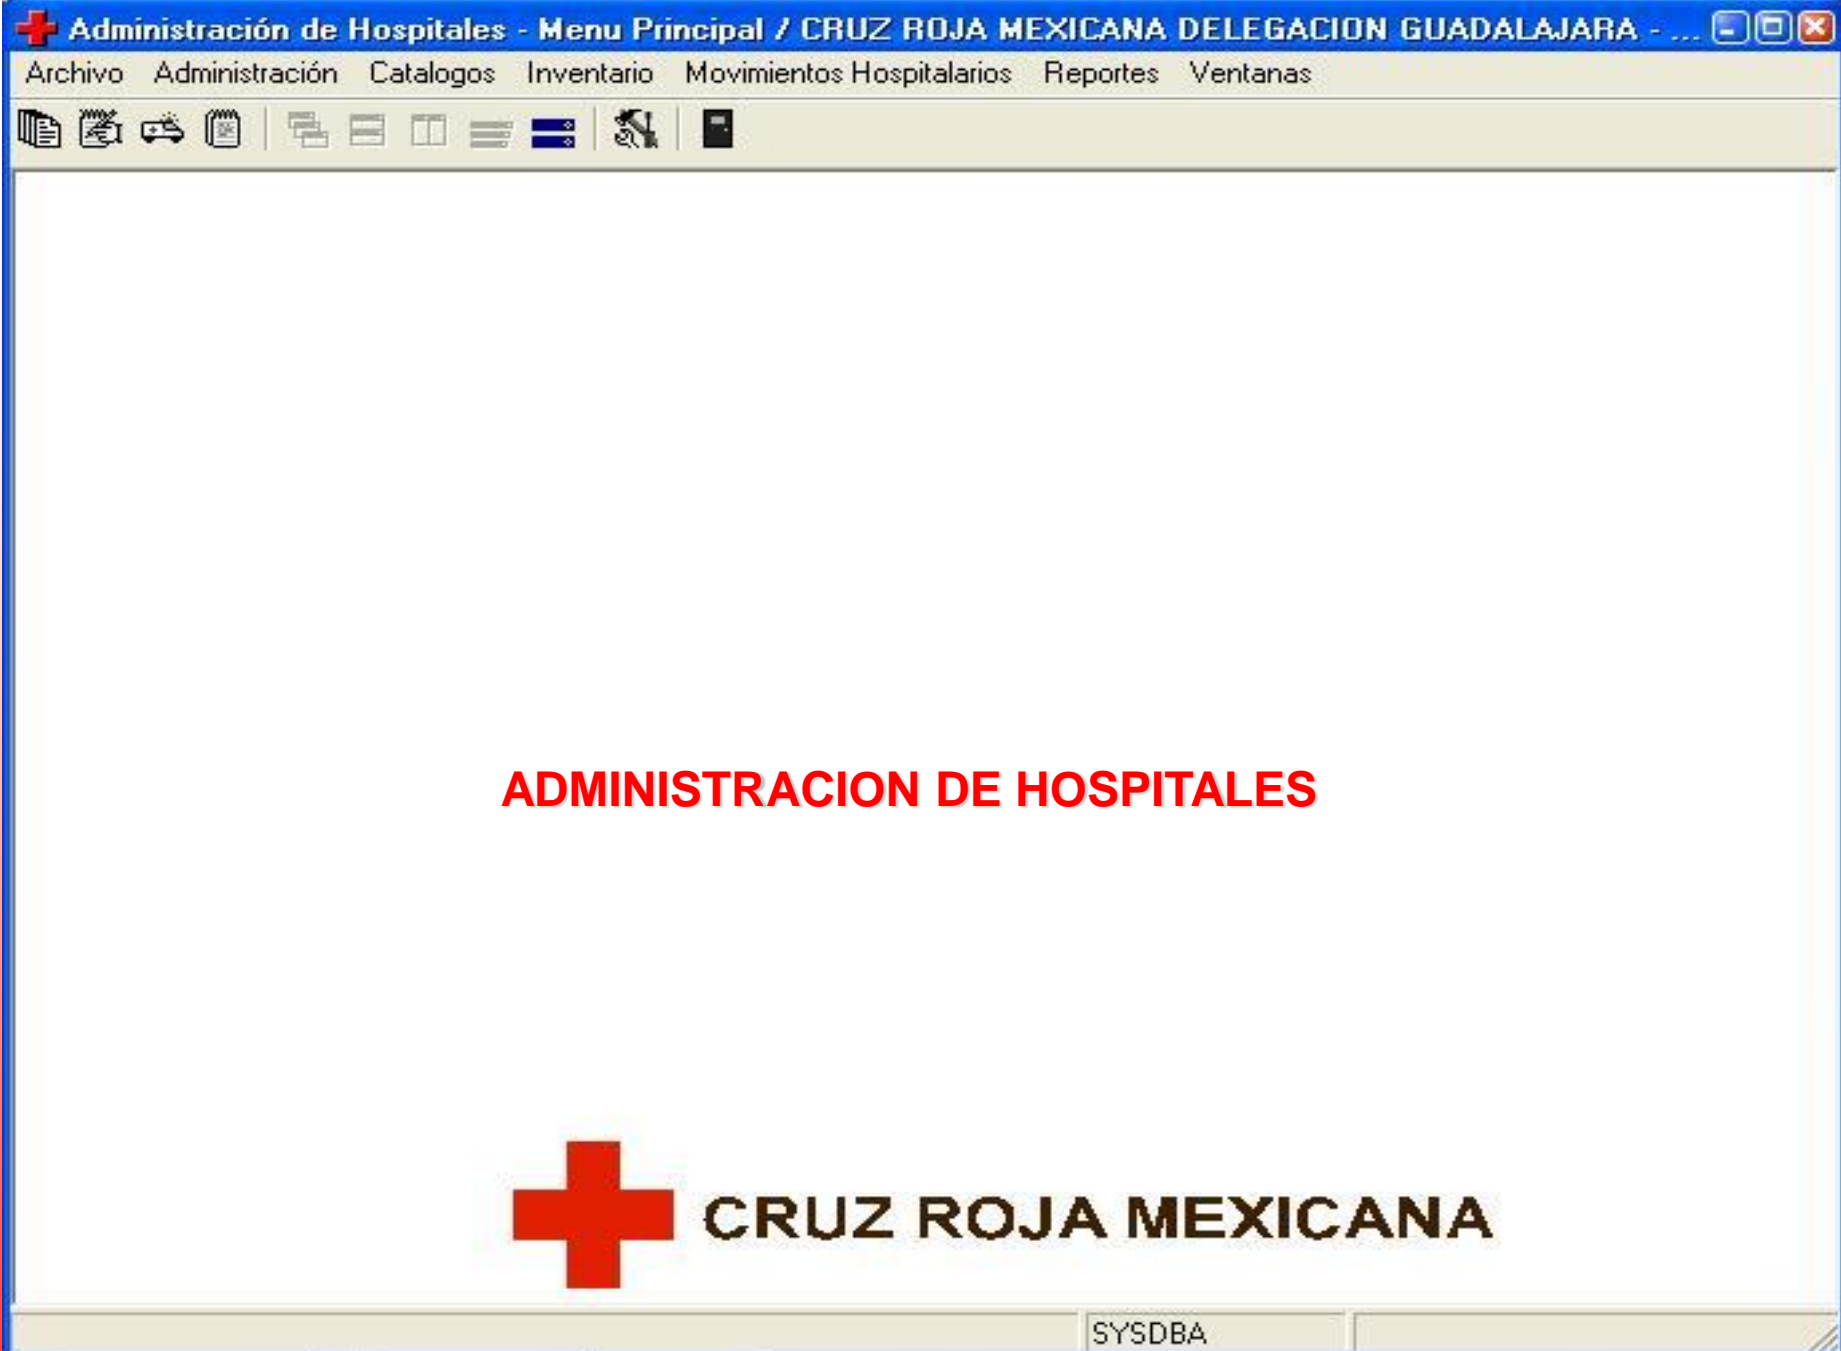 Administración de Hospitales - Menu Principal / CRUZ ROJA MEXICANA DELEGACION GUADALAJARA - ...
Archivo Administración Catalogos Inventario Movimientos Hospitalarios Reportes Ventanas
ADMINISTRACION DE HOSPITALES
CRUZ ROJA MEXICANA
SYSDBA